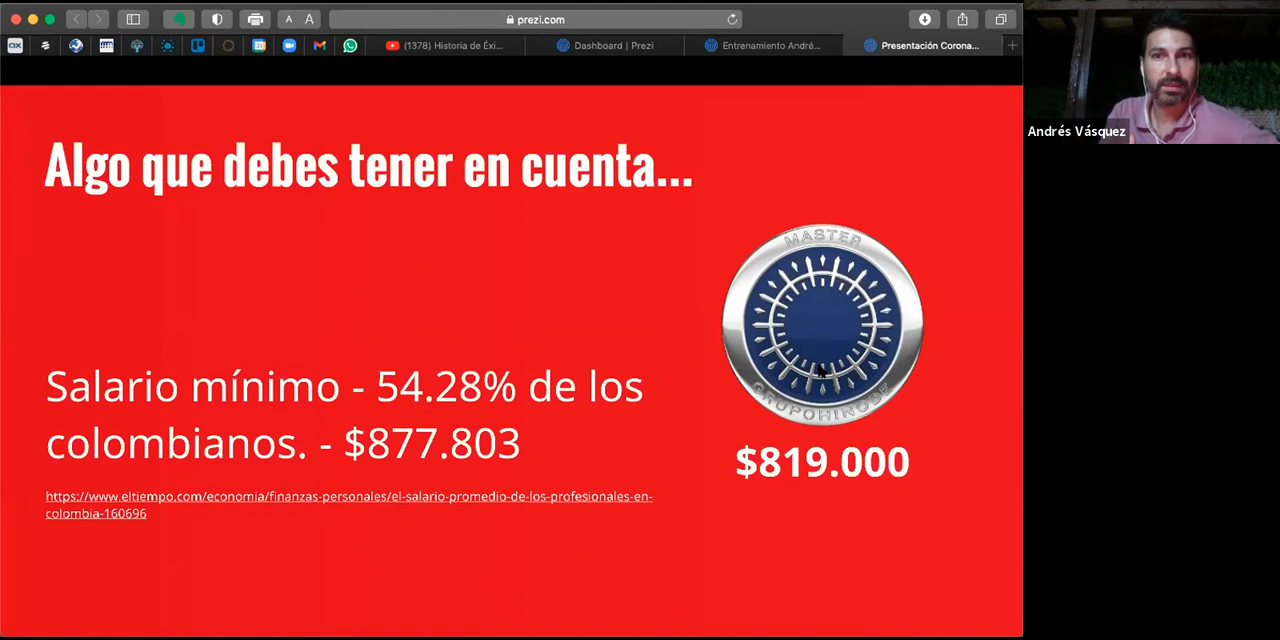 A A
prezi.com
(1378) Historia de Éxi...
Dashboard | Prezi
Entrenamiento André...
Presentación Corona...
Andrés Vásquez
Algo que debes tener en cuenta...
MASTER
GRUPOHINODE
Salario mínimo - 54.28% de los
colombianos. - $877.803
$819.000
https://www.eltiempo.com/economia/finanzas-personales/el-salario-promedio-de-los-profesionales-en-
colombia-160696